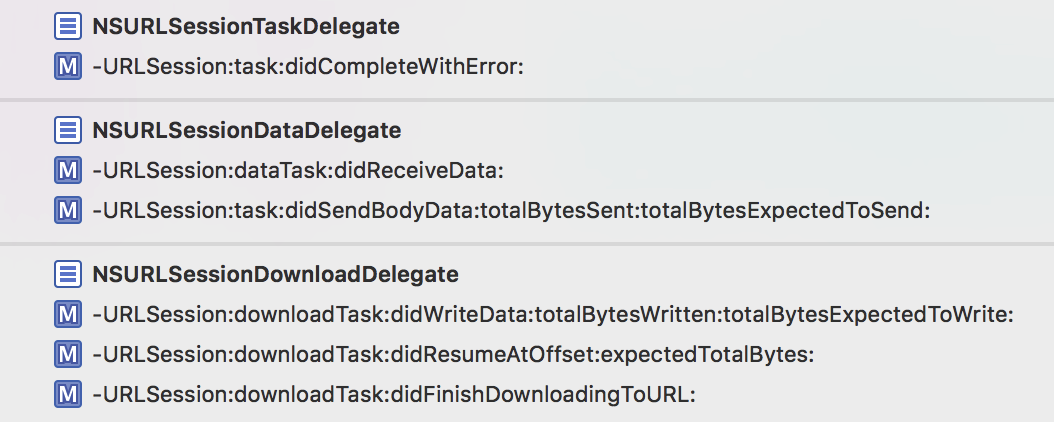 NSURLSessionTaskDelegate
M -URLSession:task:didCompleteWithError:
NSURLSessionDataDelegate
M -URLSession:dataTask:didReceiveData:
M -URLSession:task:didSendBodyData:totalBytesSent:totalBytesExpectedToSend:
NSURLSessionDownloadDelegate
M -URLSession:downloadTask:didWriteData:totalBytesWritten:totalBytesExpectedToWrite:
M -URLSession:downloadTask:didResumeAtOffset:expectedTotalBytes:
M -URLSession:downloadTask:didFinishDownloadingToURL: